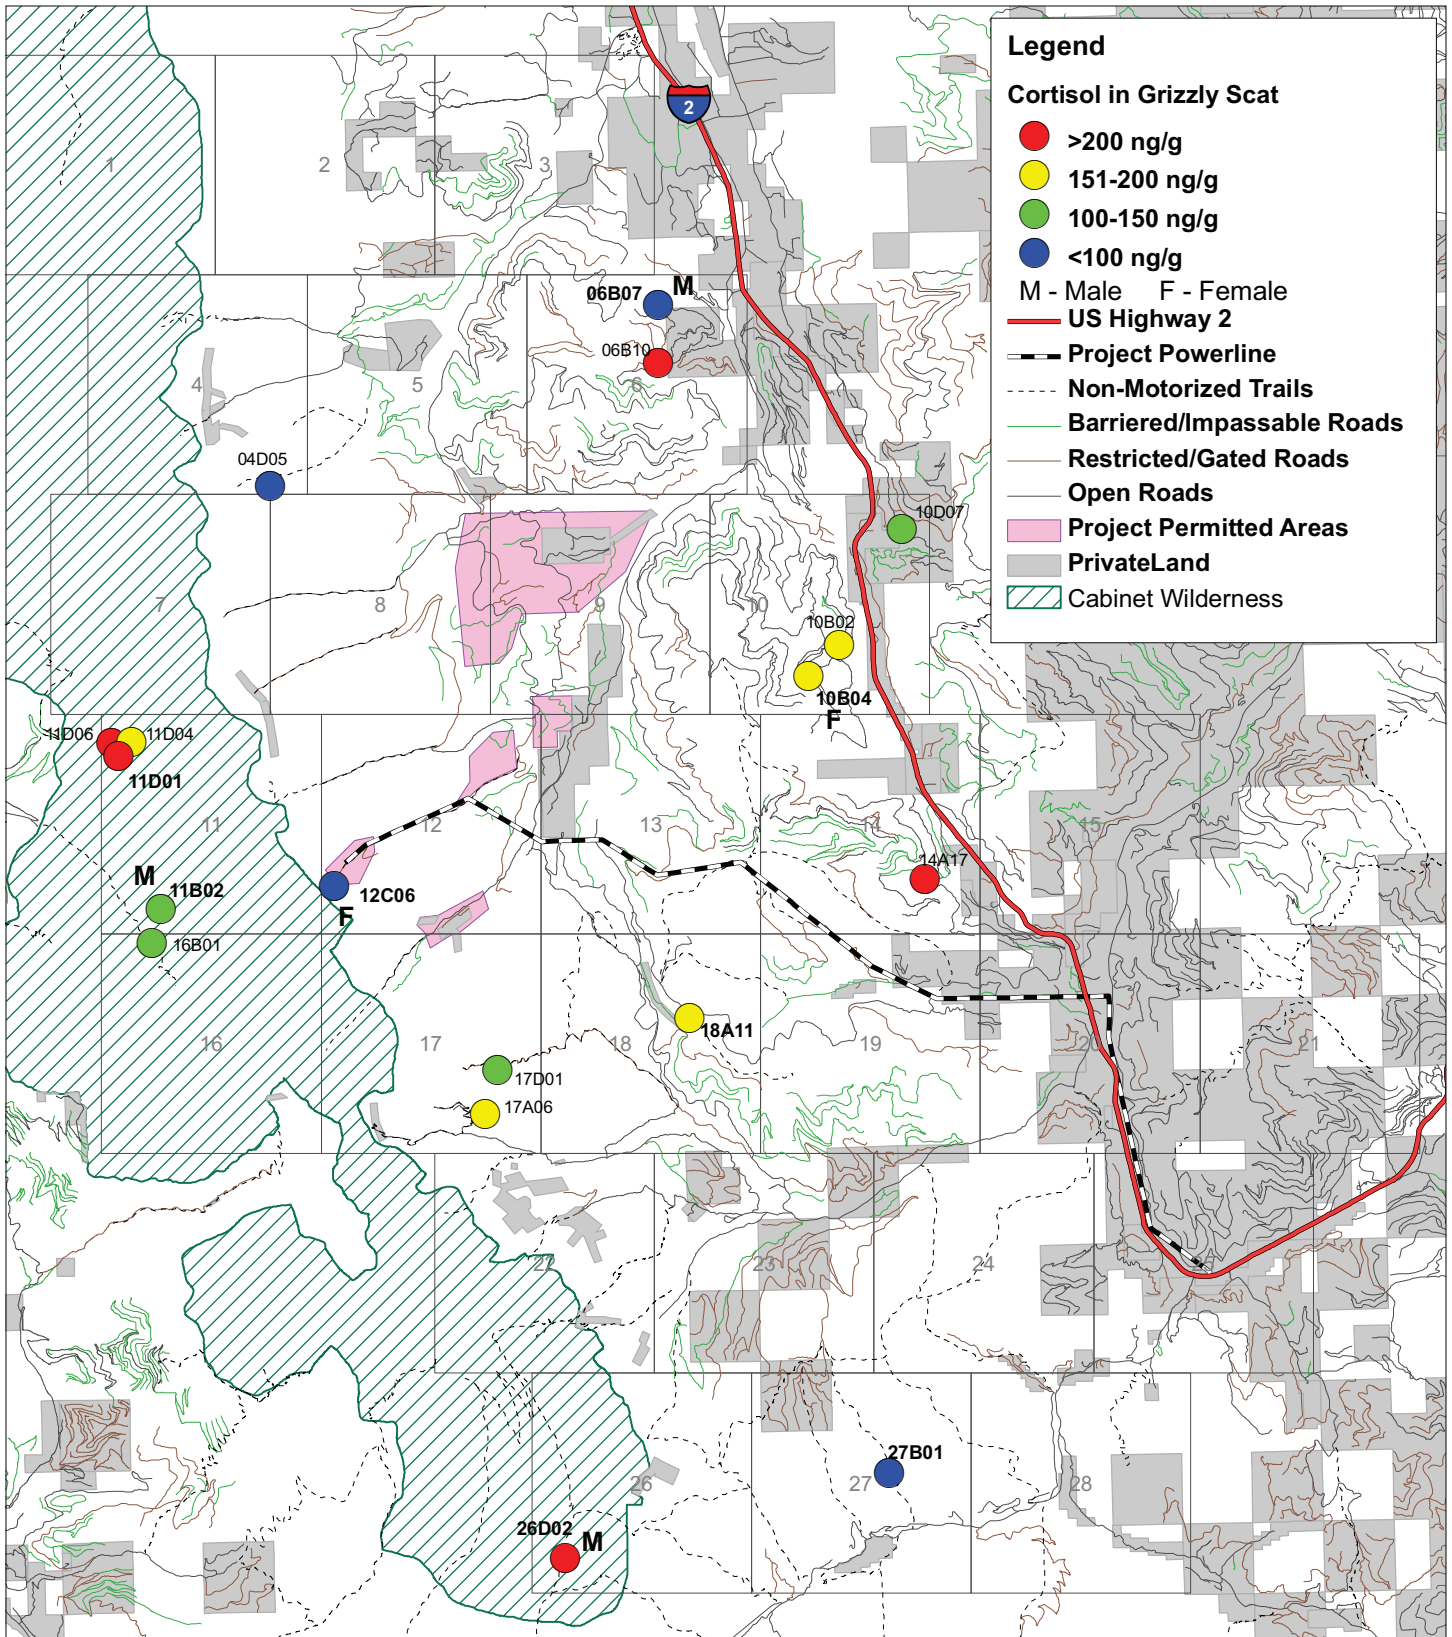 Legend
Cortisol in Grizzly Scat
>200 ng/g
151-200 ng/g
100-150 ng/g
<100 ng/g
M - Male F - Female
US Highway 2
Project Powerline
Non-Motorized Trails
Barriered/Impassable Roads
Restricted/Gated Roads
Open Roads
Project Permitted Areas
PrivateLand
Cabinet Wilderness
2
1
2
3
06B07
M
06B10
4
5
6
04D05
10D07
7
8
9
10
10B02
10B04
F
11D06
11D04
11D01
11
12
13
14
15
14A17
M
11B02
12C06
F
16B01
18A11
16
17
18
19
20
21
17D01
17A06
22
23
24
25
27B01
26
27
28
26D02
M